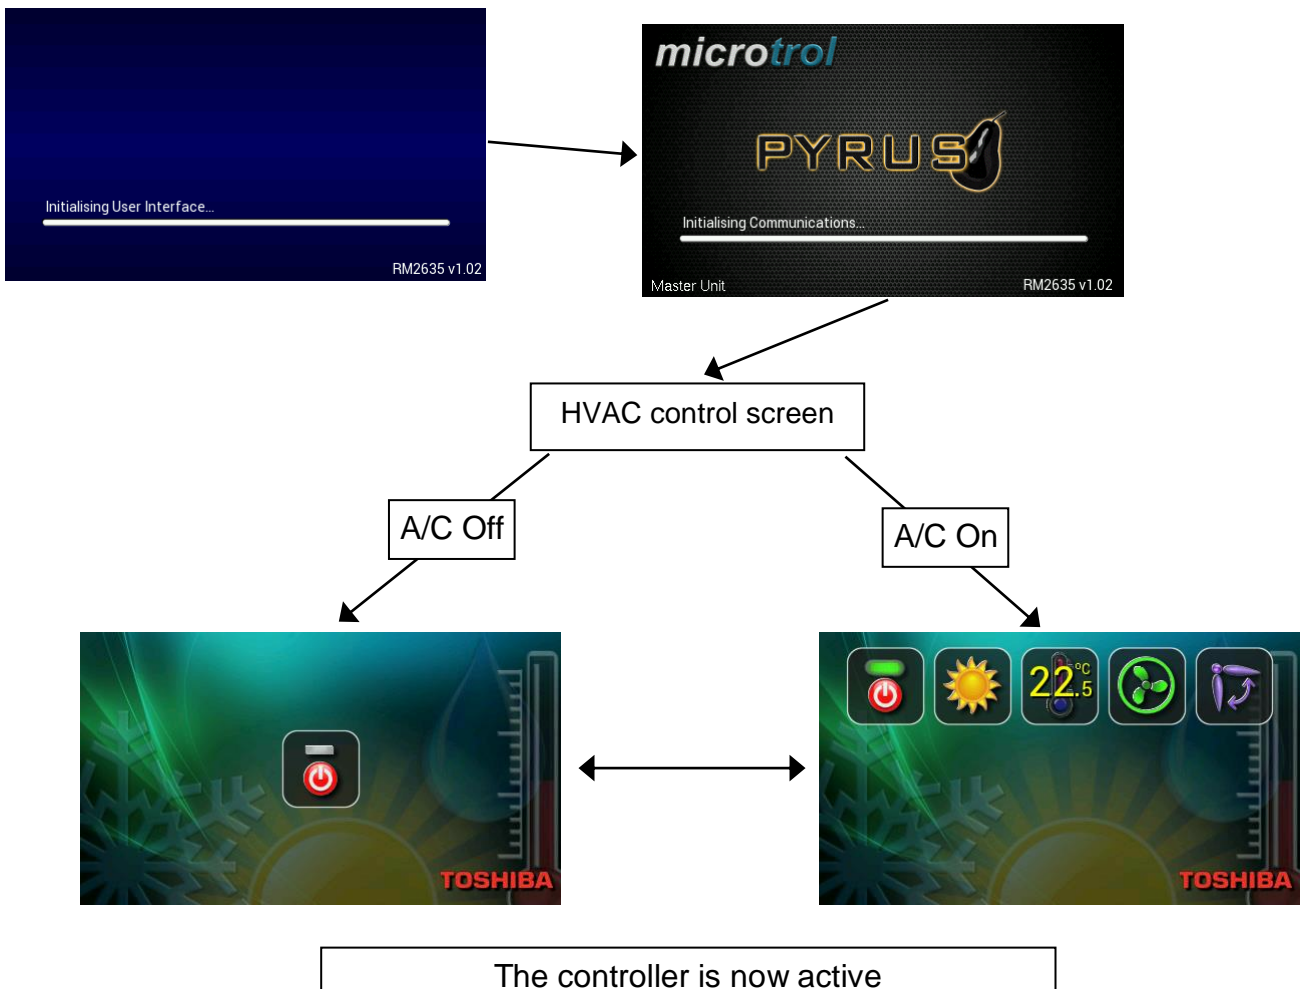 Initialising User Interface...
RM2635 v1.02
microtrol
PYRUS
Initialising Communications...
Master Unit
RM2635 v1.02
HVAC control screen
A/C Off
A/C On
22.5 °C
TOSHIBA
TOSHIBA
The controller is now active